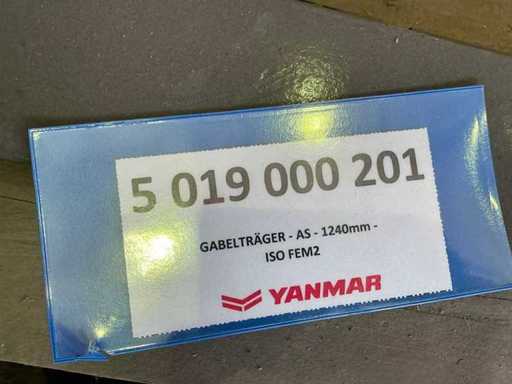 5 019 000 201
GABELTRÄGER - AS - 1240mm -
ISO FEM2
YANMAR